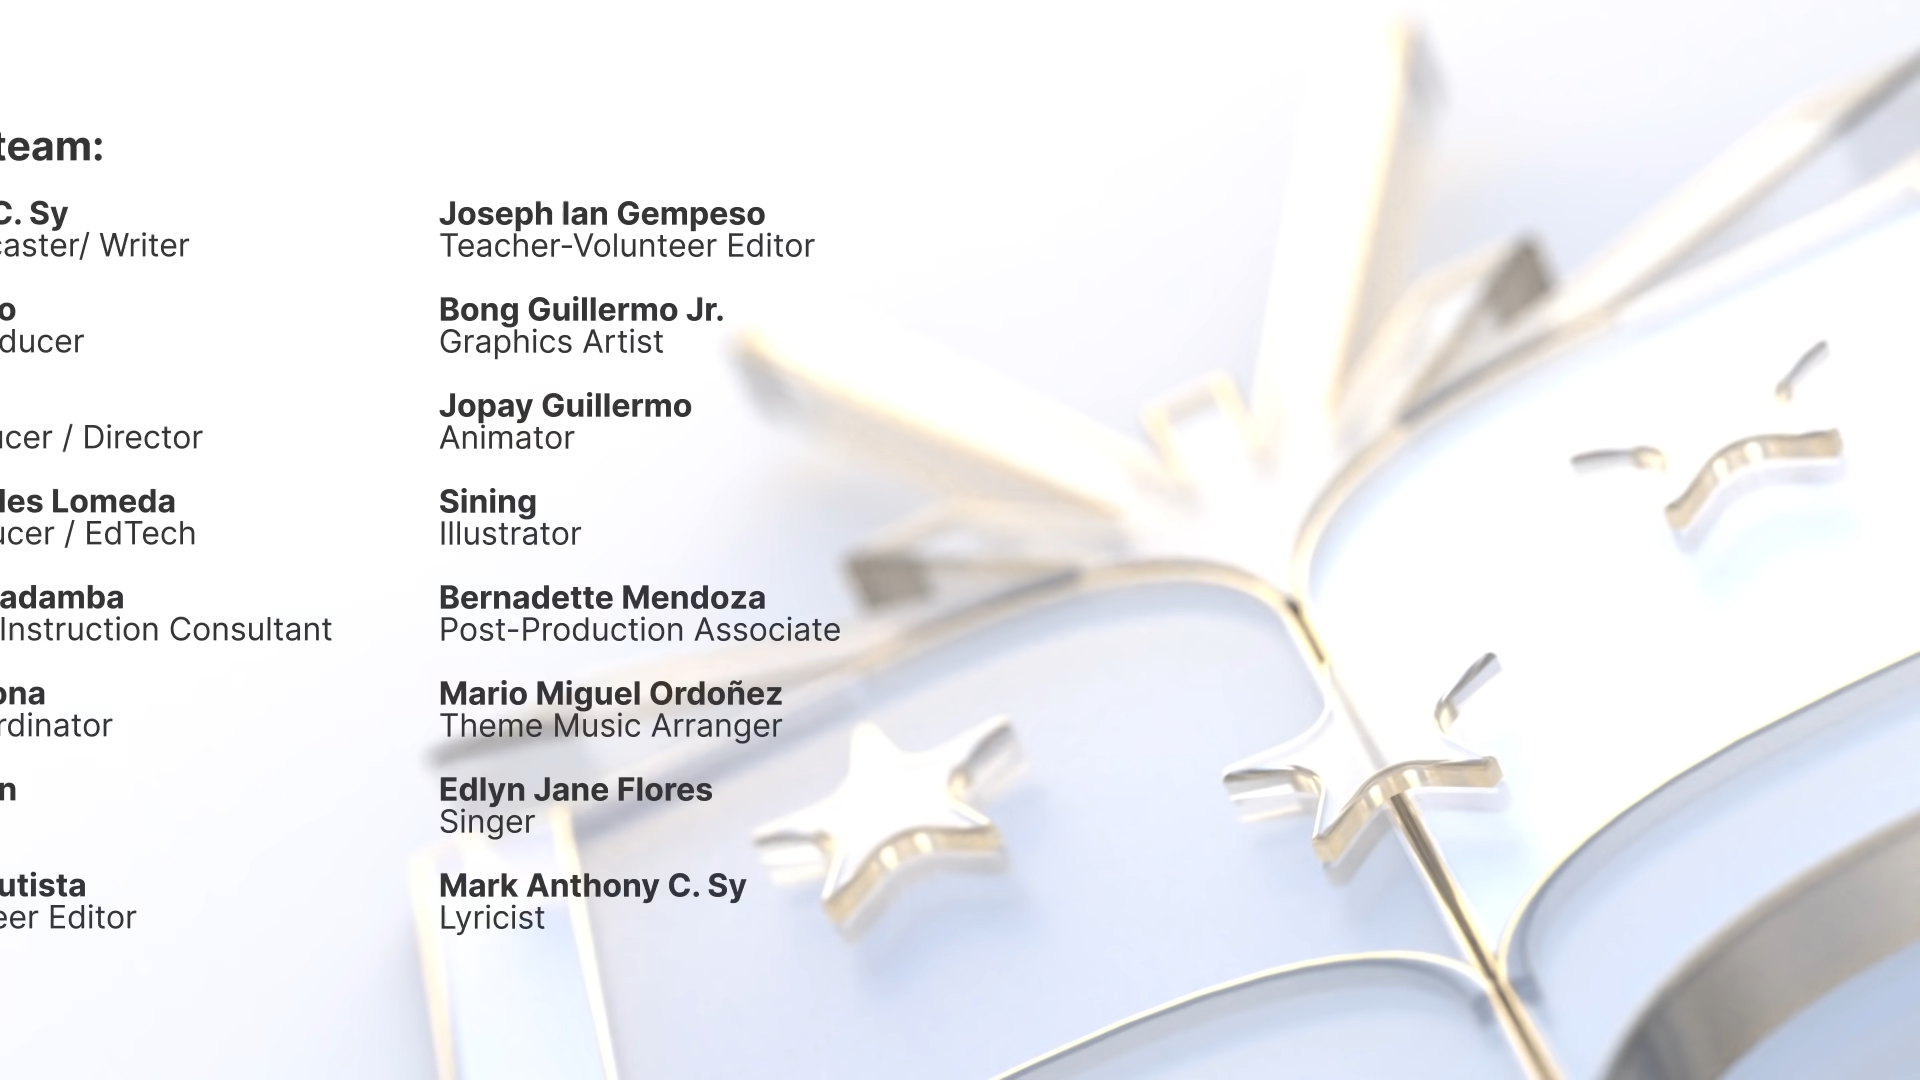 team:
C. Sy
caster/ Writer
o
ducer
ucer / Director
les Lomeda
ucer / EdTech
adamba
Instruction Consultant
ona
rdinator
n
utista
eer Editor
Joseph Ian Gempeso
Teacher-Volunteer Editor
Bong Guillermo Jr.
Graphics Artist
Jopay Guillermo
Animator
Sining
Illustrator
Bernadette Mendoza
Post-Production Associate
Mario Miguel Ordoñez
Theme Music Arranger
Edlyn Jane Flores
Singer
Mark Anthony C. Sy
Lyricist